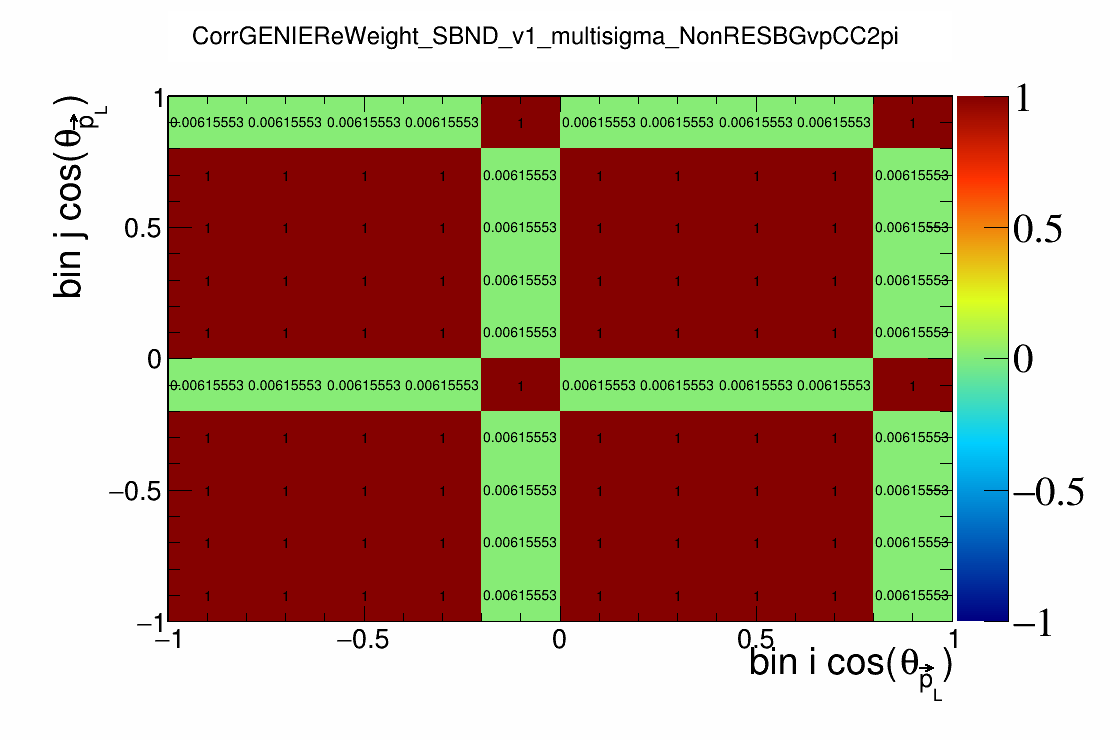 CorrGENIEReWeight_SBND_v1_multisigma_NonRESBGvpCC2pi
bin j cos(θ_p⃗_L)
1
0.5
0
−0.5
−1
0.00615553 0.00615553 0.00615553 0.00615553 1 0.00615553 0.00615553 0.00615553 0.00615553 1
1 1 1 1 0.00615553 1 1 1 1 0.00615553
1 1 1 1 0.00615553 1 1 1 1 0.00615553
1 1 1 1 0.00615553 1 1 1 1 0.00615553
1 1 1 1 0.00615553 1 1 1 1 0.00615553
0.00615553 0.00615553 0.00615553 0.00615553 1 0.00615553 0.00615553 0.00615553 0.00615553 1
1 1 1 1 0.00615553 1 1 1 1 0.00615553
1 1 1 1 0.00615553 1 1 1 1 0.00615553
1 1 1 1 0.00615553 1 1 1 1 0.00615553
1 1 1 1 0.00615553 1 1 1 1 0.00615553
−1 −0.5 0 0.5 1
bin i cos(θ_p⃗_L)
1
0.5
0
−0.5
−1